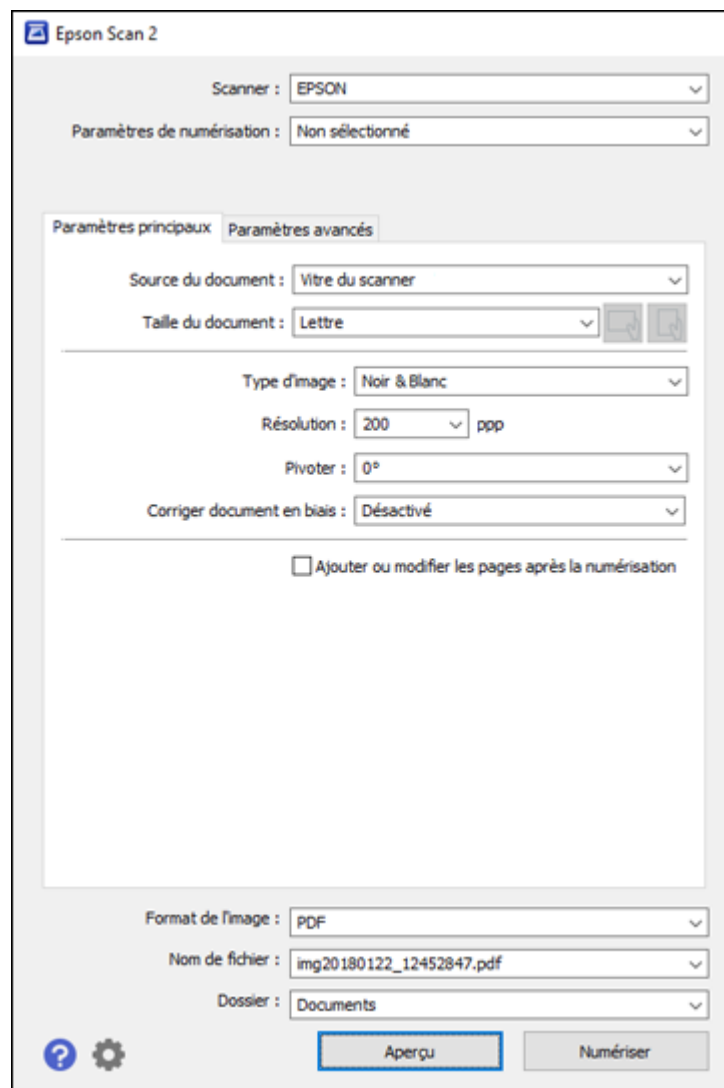 Epson Scan 2
Scanner : EPSON
Paramètres de numérisation : Non sélectionné
Paramètres principaux Paramètres avancés
Source du document : Vitre du scanner
Taille du document : Lettre
Type d'image : Noir & Blanc
Résolution : 200 ppp
Pivoter : 0°
Corriger document en biais : Désactivé
Ajouter ou modifier les pages après la numérisation
Format de l'image : PDF
Nom de fichier : img20180122_12452847.pdf
Dossier : Documents
? Aperçu Numériser